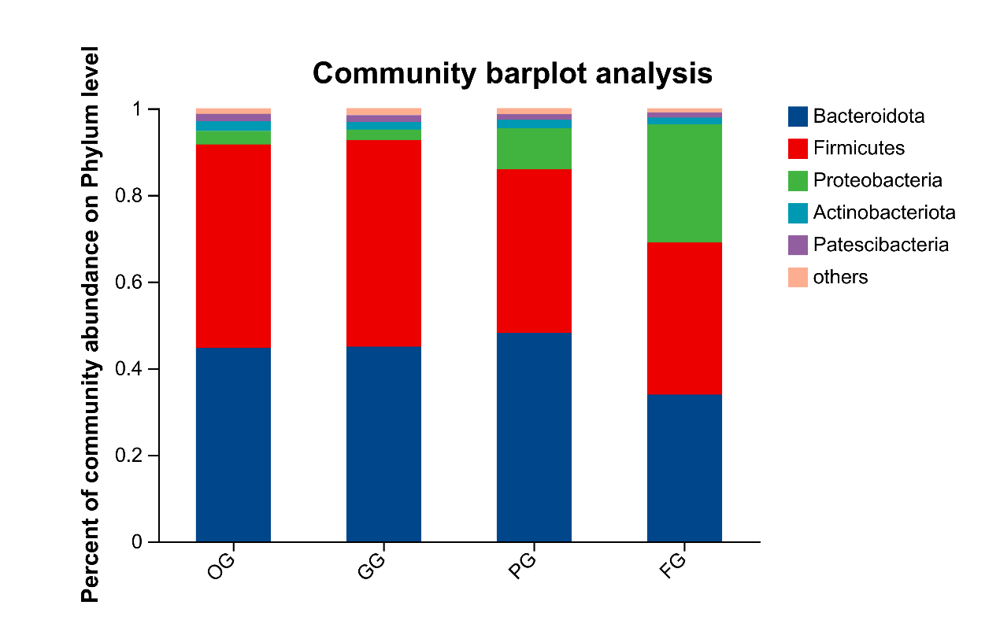 Community barplot analysis
Percent of community abundance on Phylum level
1
0.8
0.6
0.4
0.2
0
OG
GG
PG
FG
Bacteroidota
Firmicutes
Proteobacteria
Actinobacteriota
Patescibacteria
others